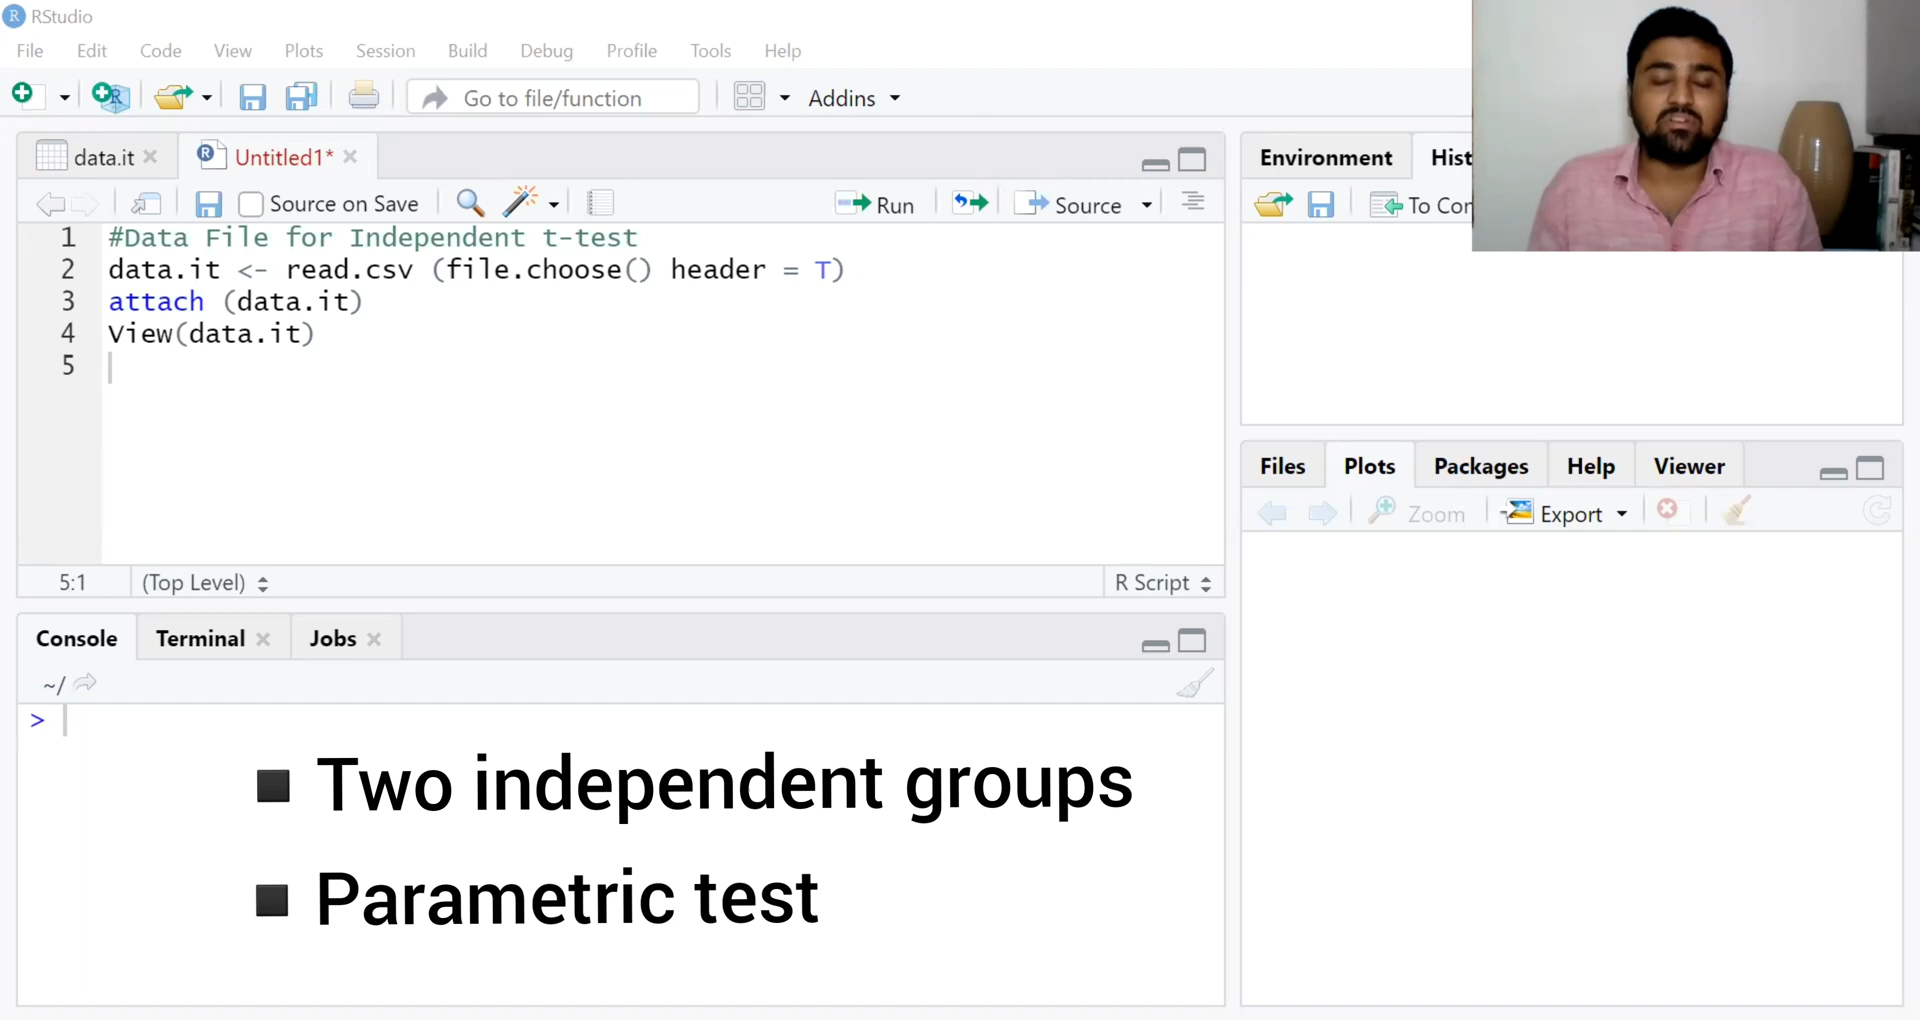 RStudio
File Edit Code View Plots Session Build Debug Profile Tools Help
Go to file/function Addins
data.it Untitled1*
Source on Save Run Source
1 #Data File for Independent t-test
2 data.it <- read.csv (file.choose() header = T)
3 attach (data.it)
4 View(data.it)
5
5:1 (Top Level) R Script
Console Terminal Jobs
~/
>
▪ Two independent groups
▪ Parametric test
Environment Hist
To Con
Files Plots Packages Help Viewer
Zoom Export